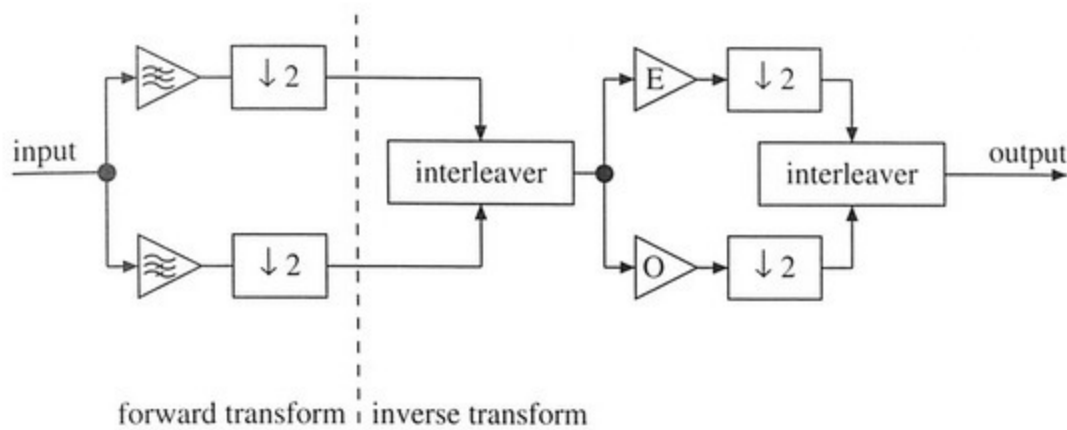 ↓ 2
E
↓ 2
input
interleaver
interleaver
output
↓ 2
O
↓ 2
forward transform
inverse transform